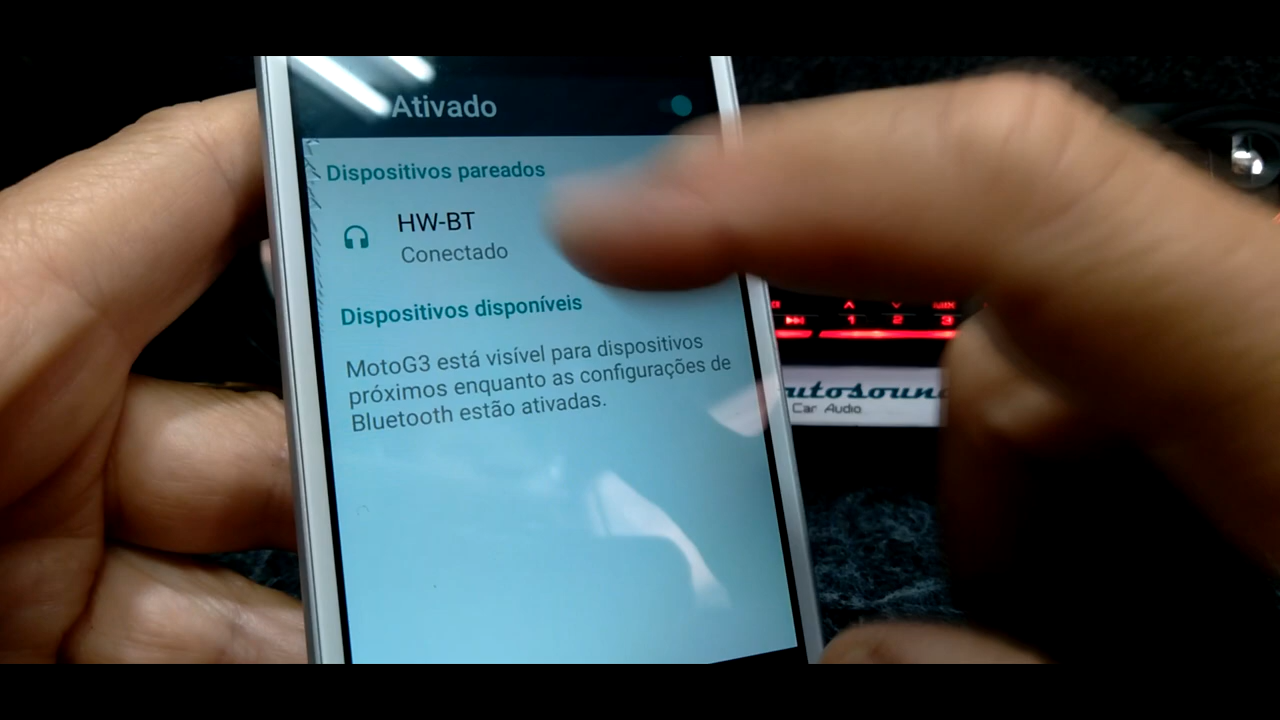 Ativado
Dispositivos pareados
HW-BT
Conectado
Dispositivos disponíveis
MotoG3 está visível para dispositivos
próximos enquanto as configurações de
Bluetooth estão ativadas.
1 2 3
Car Audio